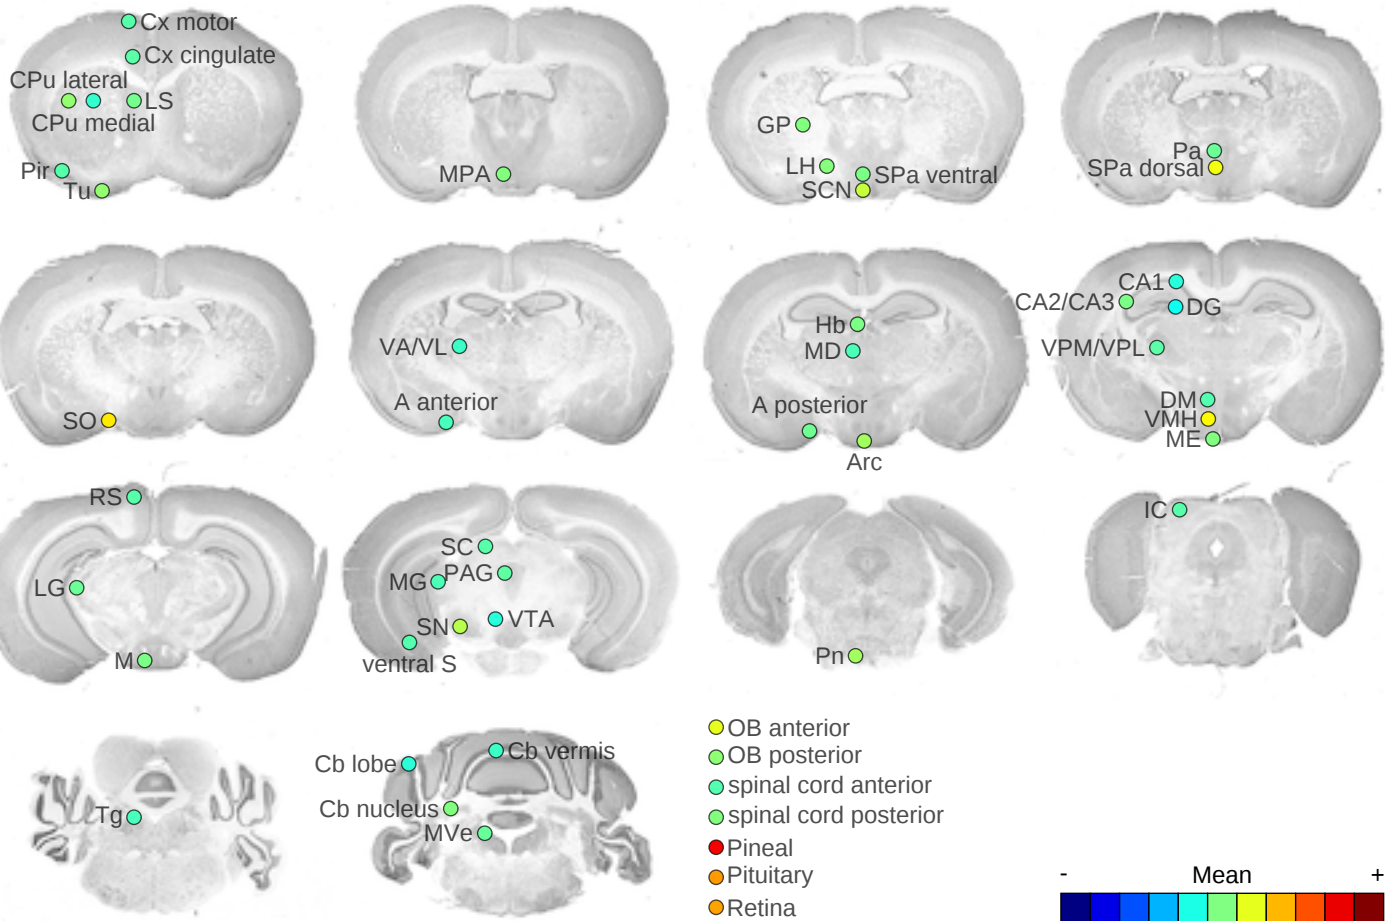 Cx motor
Cx cingulate
CPu lateral
LS
CPu medial
Pir
Tu
MPA
GP
LH
SPa ventral
SCN
Pa
SPa dorsal
SO
VA/VL
A anterior
Hb
MD
A posterior
Arc
CA1
CA2/CA3
DG
VPM/VPL
DM
VMH
ME
RS
LG
M
SC
PAG
MG
SN
VTA
ventral S
Pn
IC
Tg
Cb vermis
Cb lobe
Cb nucleus
MVe
OB anterior
OB posterior
spinal cord anterior
spinal cord posterior
Pineal
Pituitary
Retina
- Mean +